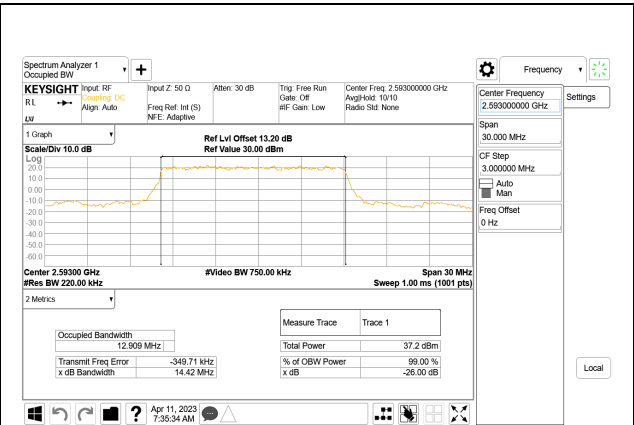 Spectrum Analyzer 1
Occupied BW
▼
+
Frequency
▼
KEYSIGHT
Input: RF
Coupling: DC
Align: Auto
RL
LXI
Input Z: 50 Ω
Freq Ref: Int (S)
NFE: Adaptive
Atten: 30 dB
Trig: Free Run
Gate: Off
#IF Gain: Low
Center Freq: 2.593000000 GHz
Avg|Hold: 10/10
Radio Std: None
Center Frequency
2.593000000 GHz
Settings
Span
30.000 MHz
CF Step
3.000000 MHz
Auto
Man
Freq Offset
0 Hz
Local
1 Graph
▼
Scale/Div 10.0 dB
Ref Lvl Offset 13.20 dB
Ref Value 30.00 dBm
Log
20.0
10.0
0.00
-10.0
-20.0
-30.0
-40.0
-50.0
-60.0
Center 2.59300 GHz
#Video BW 750.00 kHz
Span 30 MHz
#Res BW 220.00 kHz
Sweep 1.00 ms (1001 pts)
2 Metrics
▼
Occupied Bandwidth
12.909 MHz
Transmit Freq Error -349.71 kHz
x dB Bandwidth 14.42 MHz
Measure Trace Trace 1
Total Power 37.2 dBm
% of OBW Power 99.00 %
x dB -26.00 dB
?
Apr 11, 2023
7:35:34 AM